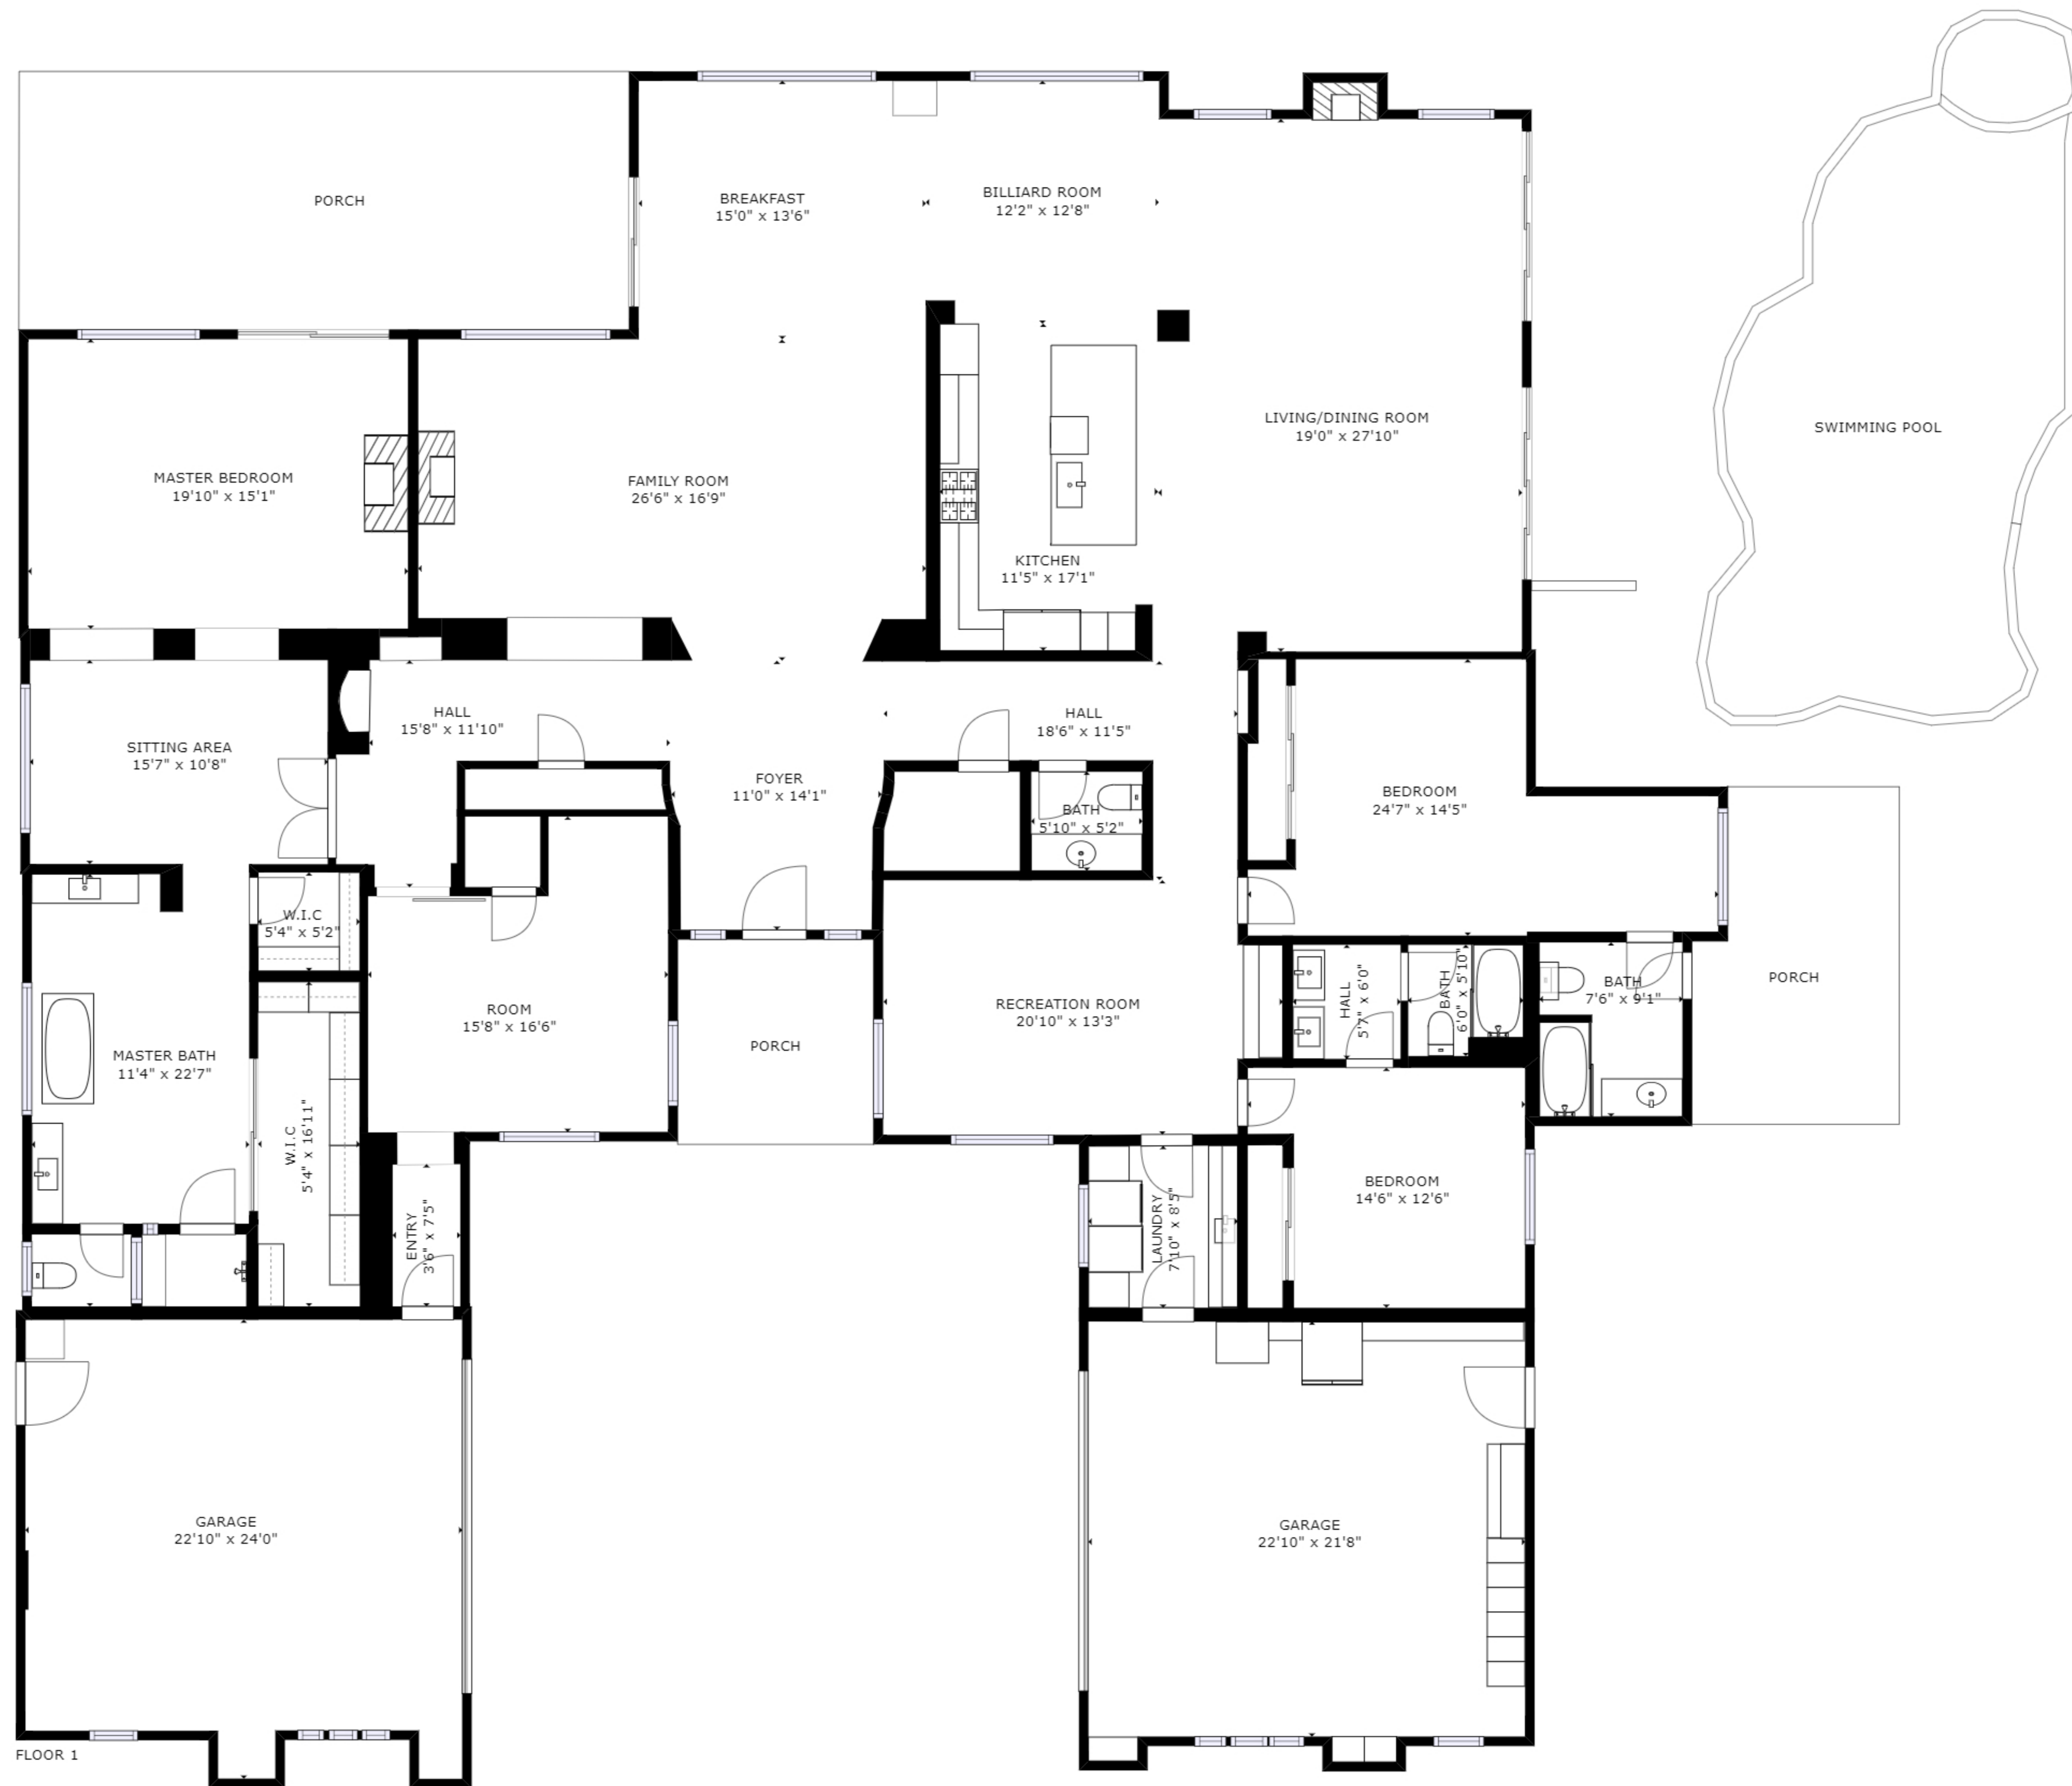 PORCH
BREAKFAST
15'0" x 13'6"
BILLIARD ROOM
12'2" x 12'8"
LIVING/DINING ROOM
19'0" x 27'10"
SWIMMING POOL
MASTER BEDROOM
19'10" x 15'1"
FAMILY ROOM
26'6" x 16'9"
KITCHEN
11'5" x 17'1"
SITTING AREA
15'7" x 10'8"
HALL
15'8" x 11'10"
FOYER
11'0" x 14'1"
HALL
18'6" x 11'5"
BATH
5'10" x 5'2"
BEDROOM
24'7" x 14'5"
W.I.C
5'4" x 5'2"
ROOM
15'8" x 16'6"
PORCH
RECREATION ROOM
20'10" x 13'3"
HALL
5'7" x 6'0"
BATH
6'0" x 5'10"
BATH
7'6" x 9'1"
PORCH
MASTER BATH
11'4" x 22'7"
W.I.C
5'4" x 16'11"
ENTRY
3'6" x 7'5"
LAUNDRY
7'10" x 8'5"
BEDROOM
14'6" x 12'6"
GARAGE
22'10" x 24'0"
GARAGE
22'10" x 21'8"
FLOOR 1